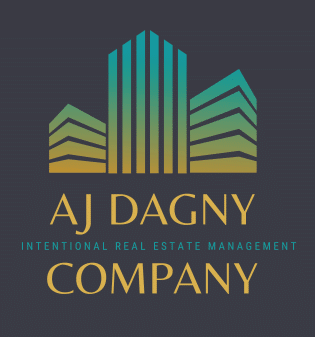 AJ DAGNY
INTENTIONAL REAL ESTATE MANAGEMENT
COMPANY